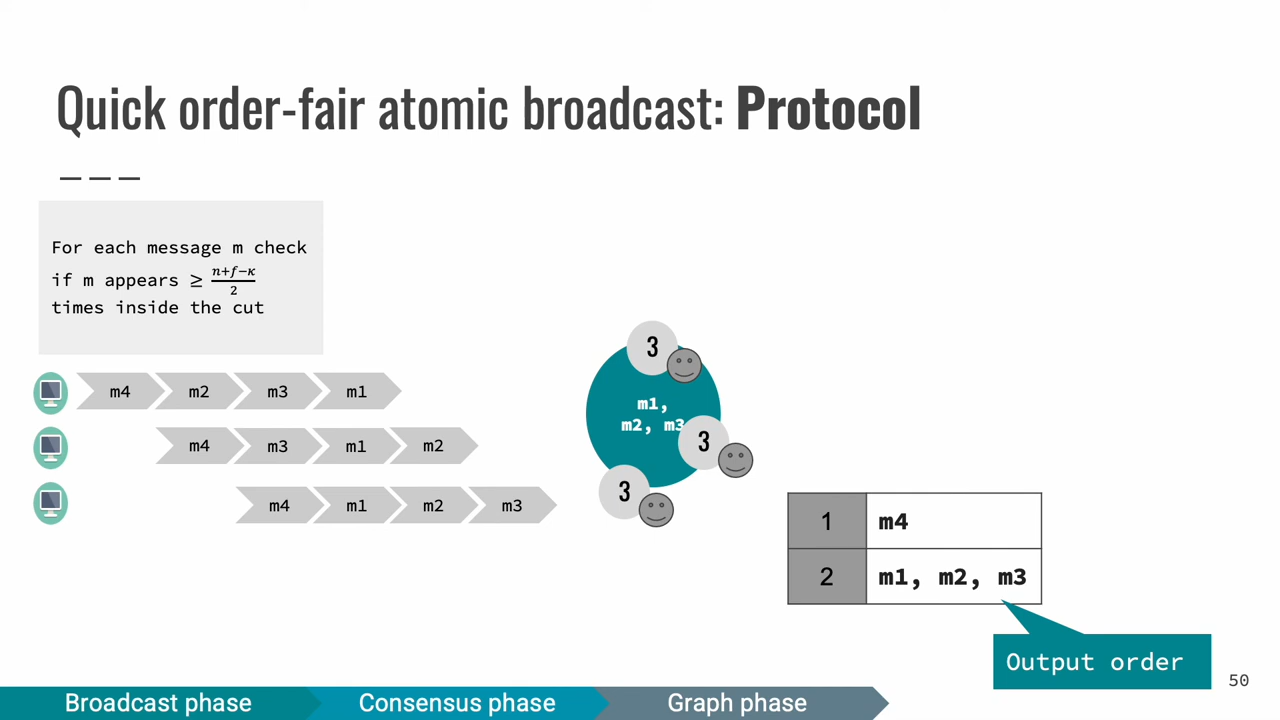 Quick order-fair atomic broadcast: Protocol
For each message m check
if m appears ≥ n+f−κ/2
times inside the cut
m4 m2 m3 m1
m4 m3 m1 m2
m4 m1 m2 m3
3
m1,
m2, m3
3
3
1 m4
2 m1, m2, m3
Output order
Broadcast phase Consensus phase Graph phase
50